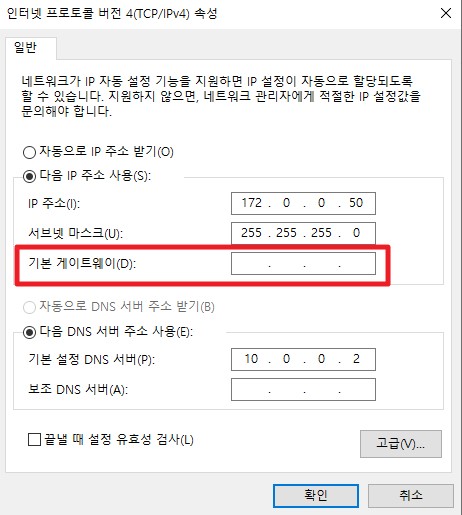 인터넷 프로토콜 버전 4(TCP/IPv4) 속성
일반
네트워크가 IP 자동 설정 기능을 지원하면 IP 설정이 자동으로 할당되도록
할 수 있습니다. 지원하지 않으면, 네트워크 관리자에게 적절한 IP 설정값을
문의해야 합니다.
자동으로 IP 주소 받기(O)
다음 IP 주소 사용(S):
IP 주소(I): 172 . 0 . 0 . 50
서브넷 마스크(U): 255 . 255 . 255 . 0
기본 게이트웨이(D): . . .
자동으로 DNS 서버 주소 받기(B)
다음 DNS 서버 주소 사용(E):
기본 설정 DNS 서버(P): 10 . 0 . 0 . 2
보조 DNS 서버(A): . . .
끝낼 때 설정 유효성 검사(L)
고급(V)...
확인 취소